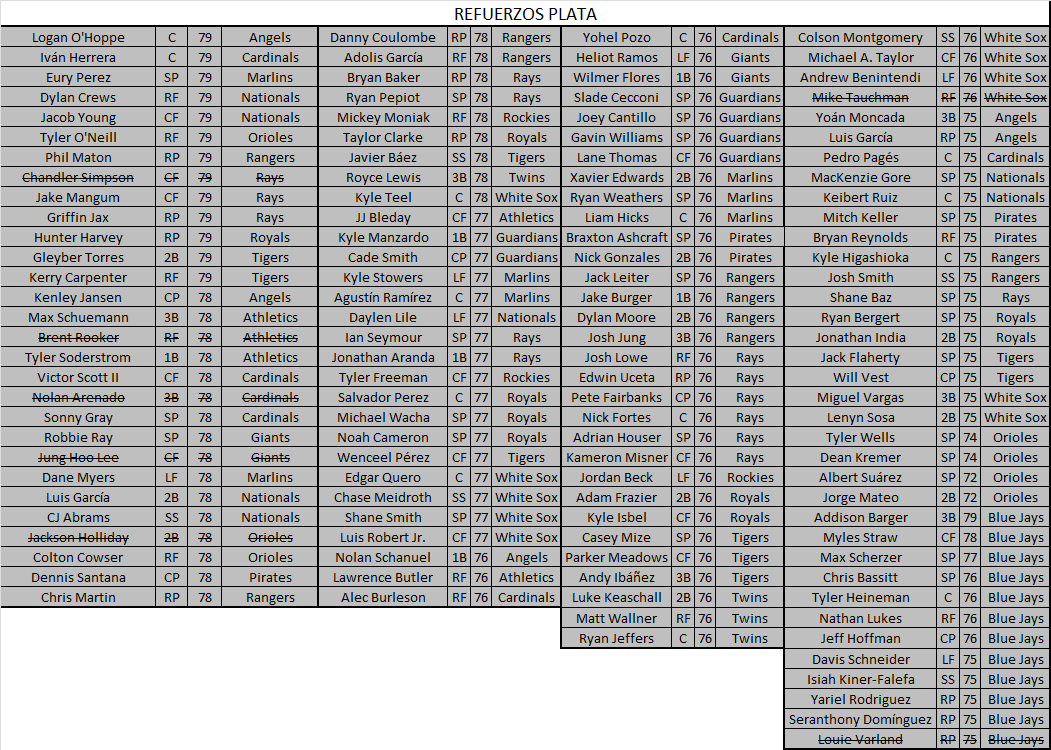 REFUERZOS PLATA
Logan O'Hoppe C 79 Angels Danny Coulombe RP 78 Rangers Yohel Pozo C 76 Cardinals Colson Montgomery SS 76 White Sox
Iván Herrera C 79 Cardinals Adolis García RF 78 Rangers Heliot Ramos LF 76 Giants Michael A. Taylor CF 76 White Sox
Eury Perez SP 79 Marlins Bryan Baker RP 78 Rays Wilmer Flores 1B 76 Giants Andrew Benintendi LF 76 White Sox
Dylan Crews RF 79 Nationals Ryan Pepiot SP 78 Rays Slade Cecconi SP 76 Guardians Mike Tauchman RF 76 White Sox
Jacob Young CF 79 Nationals Mickey Moniak RF 78 Rockies Joey Cantillo SP 76 Guardians Yoán Moncada 3B 75 Angels
Tyler O'Neill RF 79 Orioles Taylor Clarke RP 78 Royals Gavin Williams SP 76 Guardians Luis García RP 75 Angels
Phil Maton RP 79 Rangers Javier Báez SS 78 Tigers Lane Thomas CF 76 Guardians Pedro Pagés C 75 Cardinals
Chandler Simpson CF 79 Rays Royce Lewis 3B 78 Twins Xavier Edwards 2B 76 Marlins MacKenzie Gore SP 75 Nationals
Jake Mangum CF 79 Rays Kyle Teel C 78 White Sox Ryan Weathers SP 76 Marlins Keibert Ruiz C 75 Nationals
Griffin Jax RP 79 Rays JJ Bleday CF 77 Athletics Liam Hicks C 76 Marlins Mitch Keller SP 75 Pirates
Hunter Harvey RP 79 Royals Kyle Manzardo 1B 77 Guardians Braxton Ashcraft SP 76 Pirates Bryan Reynolds RF 75 Pirates
Gleyber Torres 2B 79 Tigers Cade Smith CP 77 Guardians Nick Gonzales 2B 76 Pirates Kyle Higashioka C 75 Rangers
Kerry Carpenter RF 79 Tigers Kyle Stowers LF 77 Marlins Jack Leiter SP 76 Rangers Josh Smith SS 75 Rangers
Kenley Jansen CP 78 Angels Agustín Ramírez C 77 Marlins Jake Burger 1B 76 Rangers Shane Baz SP 75 Rays
Max Schuemann 3B 78 Athletics Daylen Lile LF 77 Nationals Dylan Moore 2B 76 Rangers Ryan Bergert SP 75 Royals
Brent Rooker RF 78 Athletics Ian Seymour SP 77 Rays Josh Jung 3B 76 Rangers Jonathan India 2B 75 Royals
Tyler Soderstrom 1B 78 Athletics Jonathan Aranda 1B 77 Rays Josh Lowe RF 76 Rays Jack Flaherty SP 75 Tigers
Victor Scott II CF 78 Cardinals Tyler Freeman CF 77 Rockies Edwin Uceta RP 76 Rays Will Vest CP 75 Tigers
Nolan Arenado 3B 78 Cardinals Salvador Perez C 77 Royals Pete Fairbanks CP 76 Rays Miguel Vargas 3B 75 White Sox
Sonny Gray SP 78 Cardinals Michael Wacha SP 77 Royals Nick Fortes C 76 Rays Lenyn Sosa 2B 75 White Sox
Robbie Ray SP 78 Giants Noah Cameron SP 77 Royals Adrian Houser SP 76 Rays Tyler Wells SP 74 Orioles
Jung Hoo Lee CF 78 Giants Wenceel Pérez CF 77 Tigers Kameron Misner CF 76 Rays Dean Kremer SP 74 Orioles
Dane Myers LF 78 Marlins Edgar Quero C 77 White Sox Jordan Beck LF 76 Rockies Albert Suárez SP 72 Orioles
Luis García 2B 78 Nationals Chase Meidroth SS 77 White Sox Adam Frazier 2B 76 Royals Jorge Mateo 2B 72 Orioles
CJ Abrams SS 78 Nationals Shane Smith SP 77 White Sox Kyle Isbel CF 76 Royals Addison Barger 3B 79 Blue Jays
Jackson Holliday 2B 78 Orioles Luis Robert Jr. CF 77 White Sox Casey Mize SP 76 Tigers Myles Straw CF 78 Blue Jays
Colton Cowser RF 78 Orioles Nolan Schanuel 1B 76 Angels Parker Meadows CF 76 Tigers Max Scherzer SP 77 Blue Jays
Dennis Santana CP 78 Pirates Lawrence Butler RF 76 Athletics Andy Ibáñez 3B 76 Tigers Chris Bassitt SP 76 Blue Jays
Chris Martin RP 78 Rangers Alec Burleson RF 76 Cardinals Luke Keaschall 2B 76 Twins Tyler Heineman C 76 Blue Jays
Matt Wallner RF 76 Twins Nathan Lukes RF 76 Blue Jays
Ryan Jeffers C 76 Twins Jeff Hoffman CP 76 Blue Jays
Davis Schneider LF 75 Blue Jays
Isiah Kiner-Falefa SS 75 Blue Jays
Yariel Rodriguez RP 75 Blue Jays
Seranthony Domínguez RP 75 Blue Jays
Louie Varland RP 75 Blue Jays